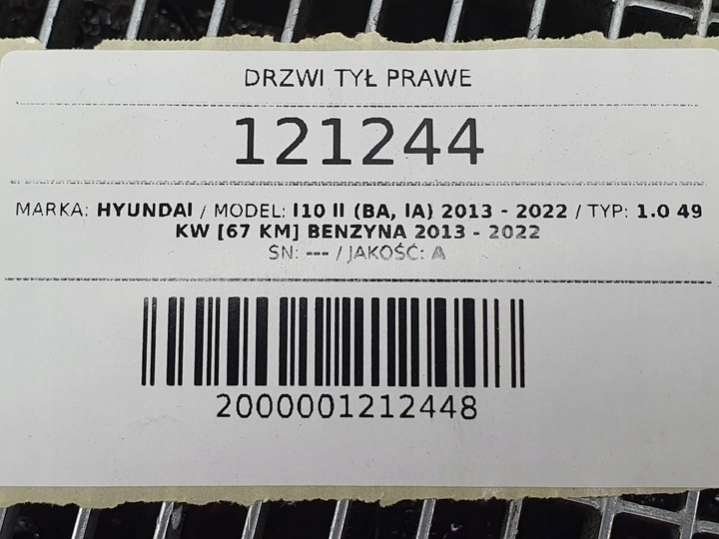 DRZWI TYŁ PRAWE
121244
MARKA: HYUNDAI / MODEL: I10 II (BA, IA) 2013 - 2022 / TYP: 1.0 49
KW [67 KM] BENZYNA 2013 - 2022
SN: --- / JAKOŚĆ: A
2000001212448